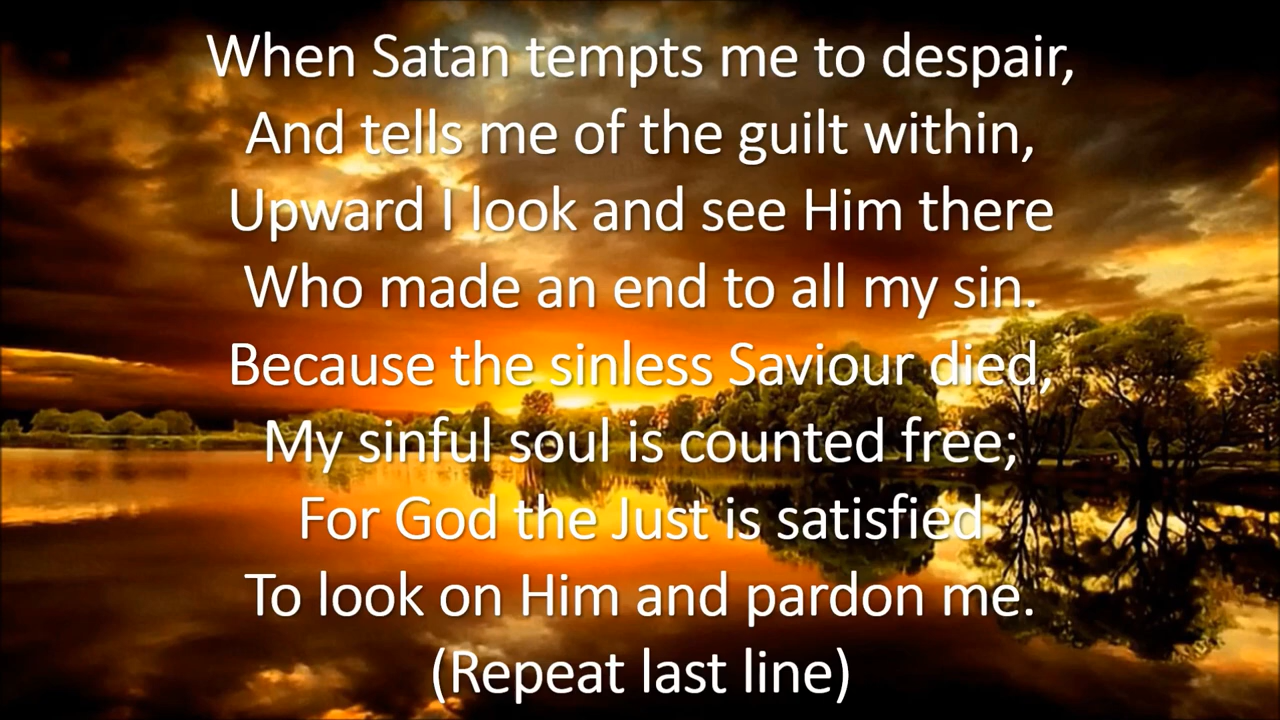 When Satan tempts me to despair,
And tells me of the guilt within,
Upward I look and see Him there
Who made an end to all my sin.
Because the sinless Saviour died,
My sinful soul is counted free;
For God the Just is satisfied
To look on Him and pardon me.
(Repeat last line)